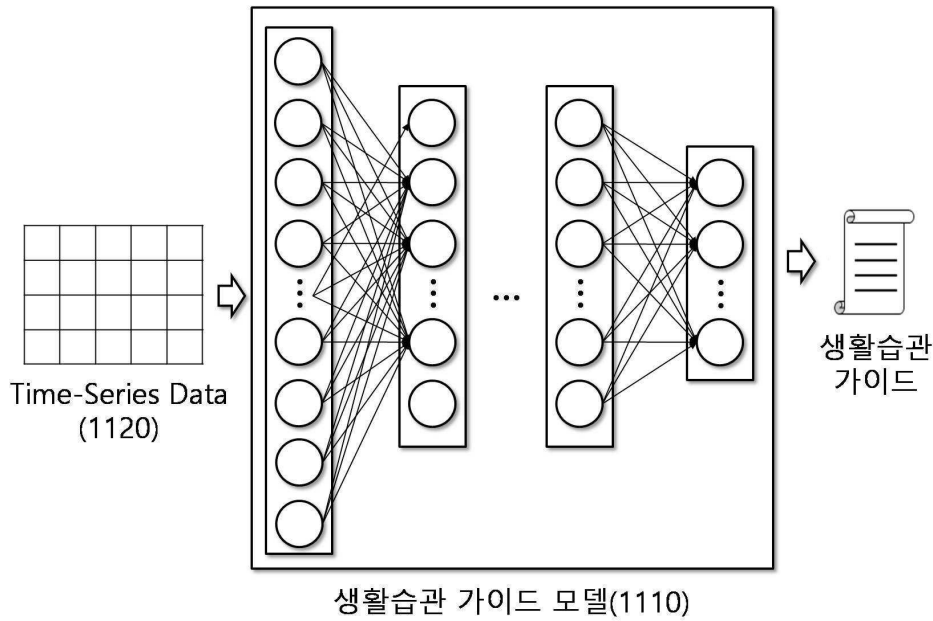 Time-Series Data
(1120)
생활습관
가이드
생활습관 가이드 모델(1110)